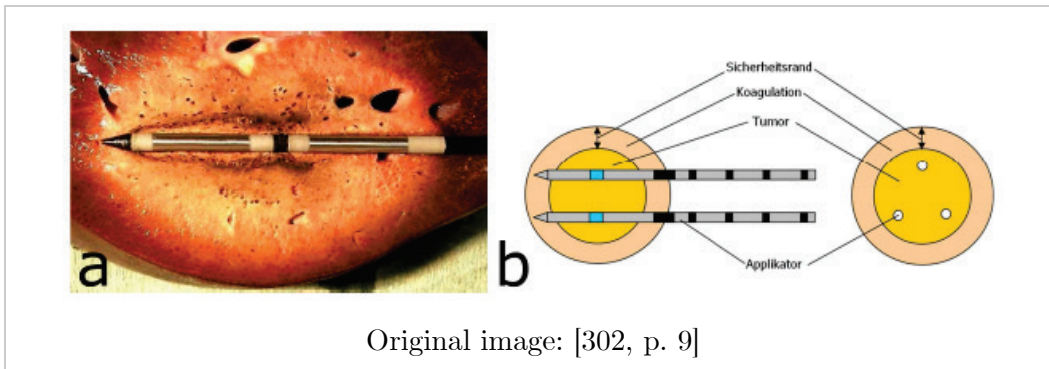 Sicherheitsrand
Koagulation
Tumor
Applikator
a
b
Original image: [302, p. 9]